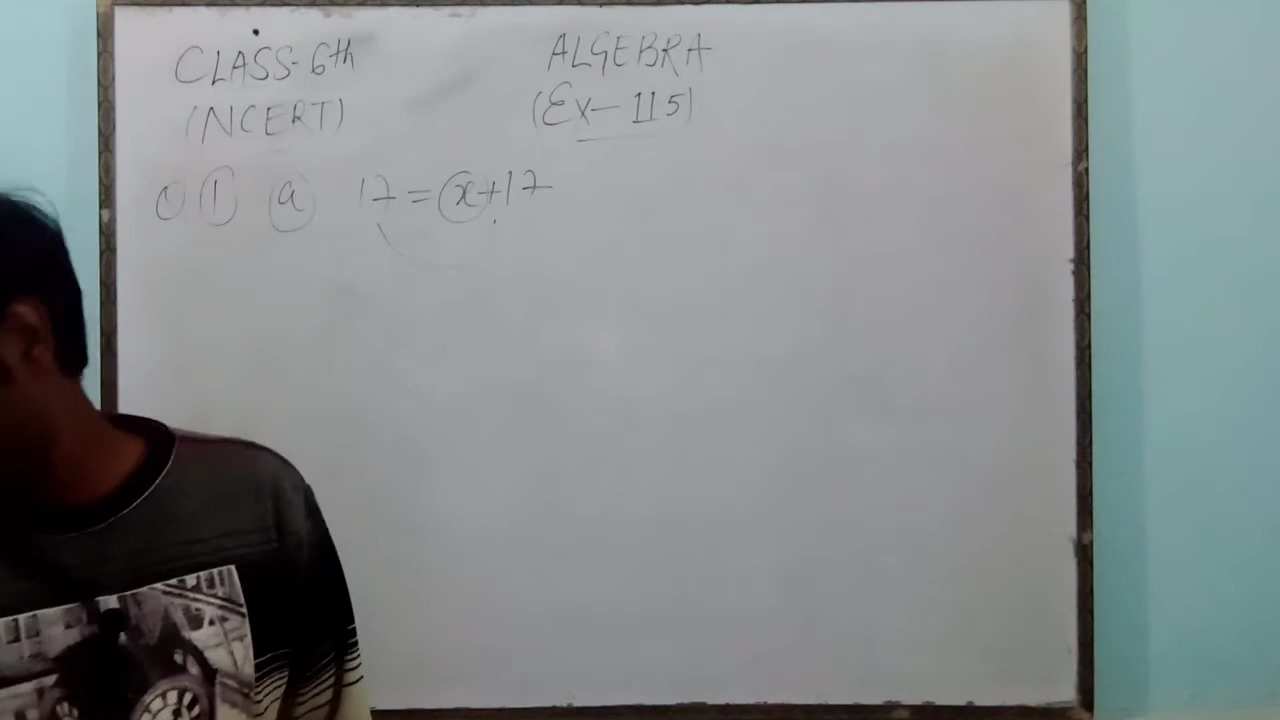 CLASS-6th
(NCERT)
ALGEBRA
(Ex-11.5)
Q ① ⓐ 17 = x+17